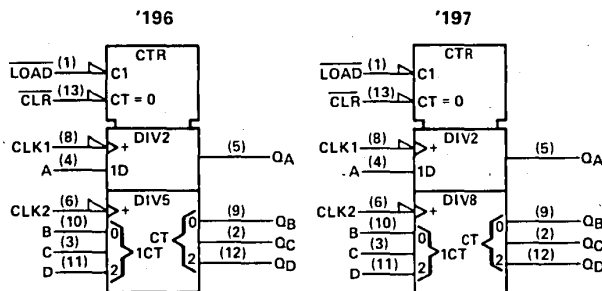 '196
CTR
LOAD (1) C1
CLR (13) CT = 0
CLK1 (8) + DIV2
A (4) 1D (5) QA
CLK2 (6) + DIV5
B (10) 0 0 (9) QB
C (3) 1CT CT (2) QC
D (11) 2 2 (12) QD
'197
CTR
LOAD (1) C1
CLR (13) CT = 0
CLK1 (8) + DIV2
A (4) 1D (5) QA
CLK2 (6) + DIV8
B (10) 0 0 (9) QB
C (3) 1CT CT (2) QC
D (11) 2 2 (12) QD